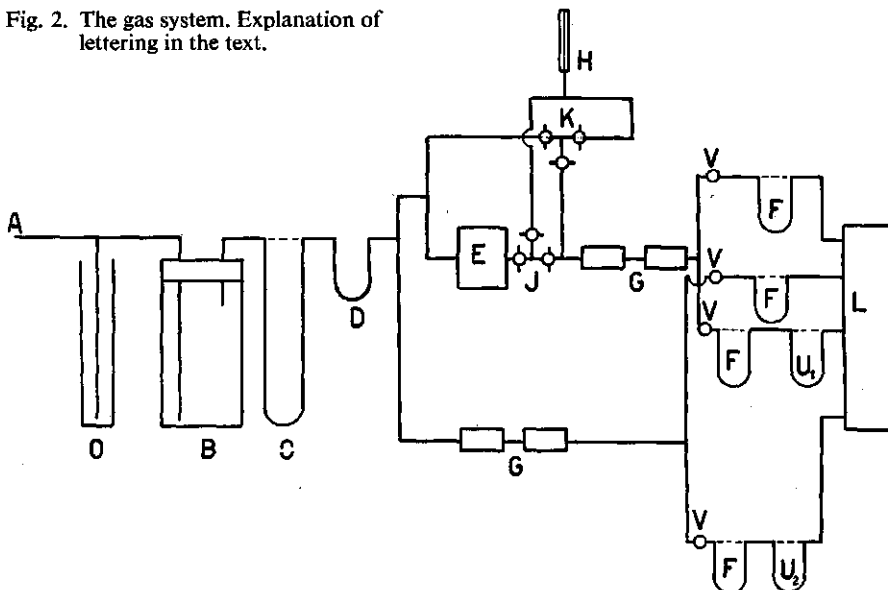 Fig. 2. The gas system. Explanation of
lettering in the text.
H
K
V
A
F
E
J
G
V
F
L
D
V
F
U₁
O
B
C
G
V
F
U₂